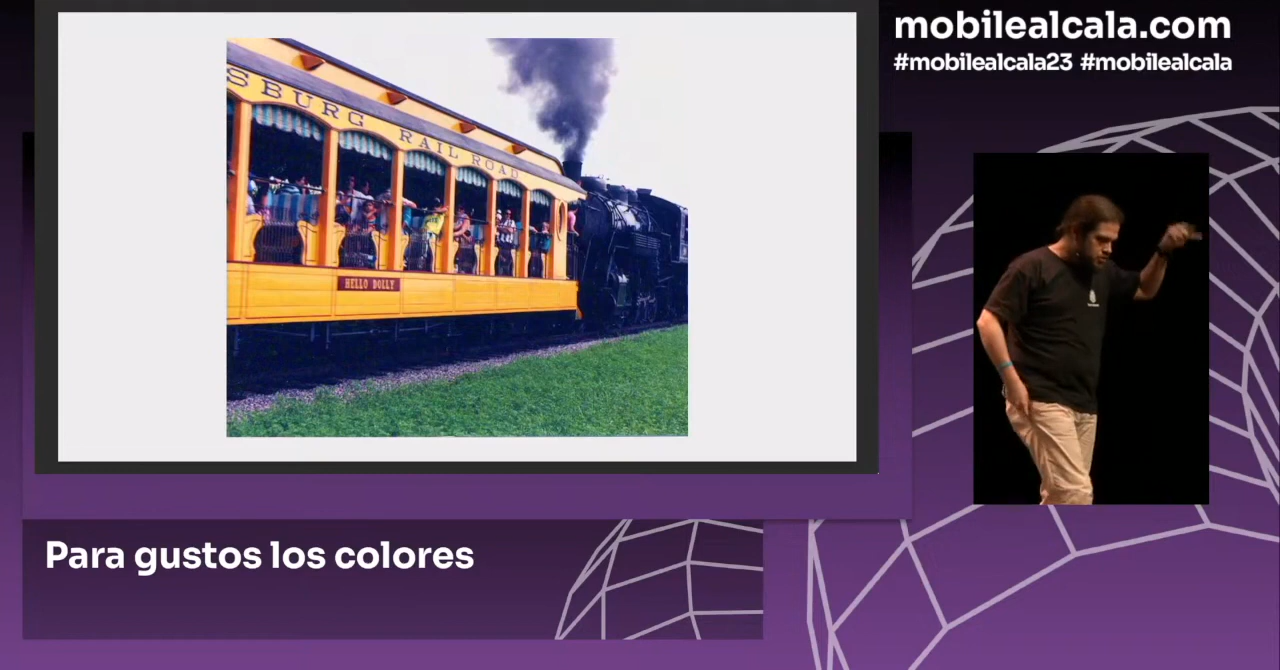 mobilealcala.com
#mobilealcala23 #mobilealcala
SBURG RAIL ROAD
HELLO DOLLY
Para gustos los colores